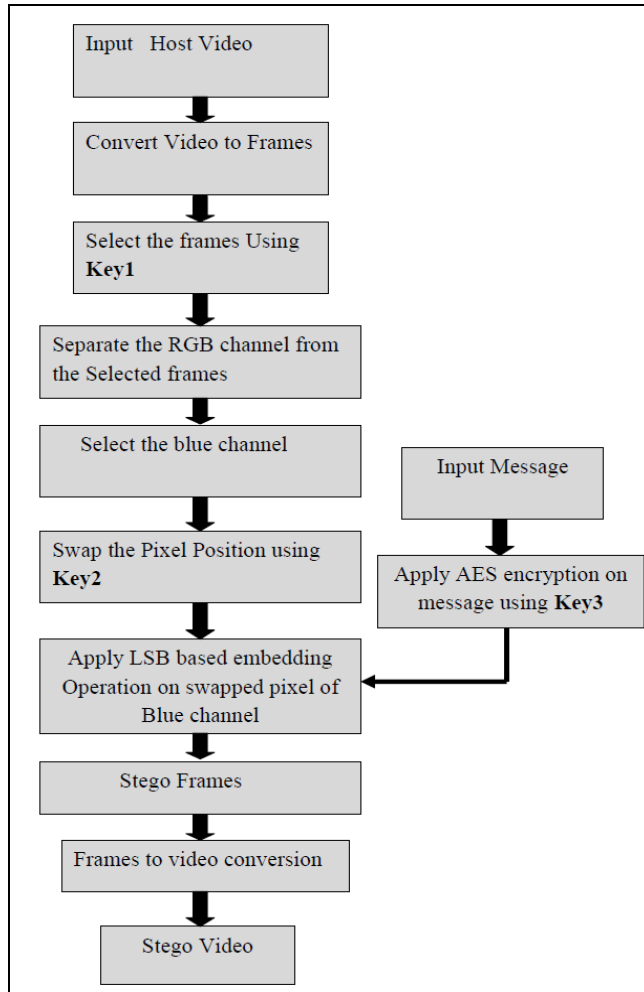 Input Host Video
Convert Video to Frames
Select the frames Using
Key1
Separate the RGB channel from
the Selected frames
Select the blue channel
Swap the Pixel Position using
Key2
Input Message
Apply AES encryption on
message using Key3
Apply LSB based embedding
Operation on swapped pixel of
Blue channel
Stego Frames
Frames to video conversion
Stego Video